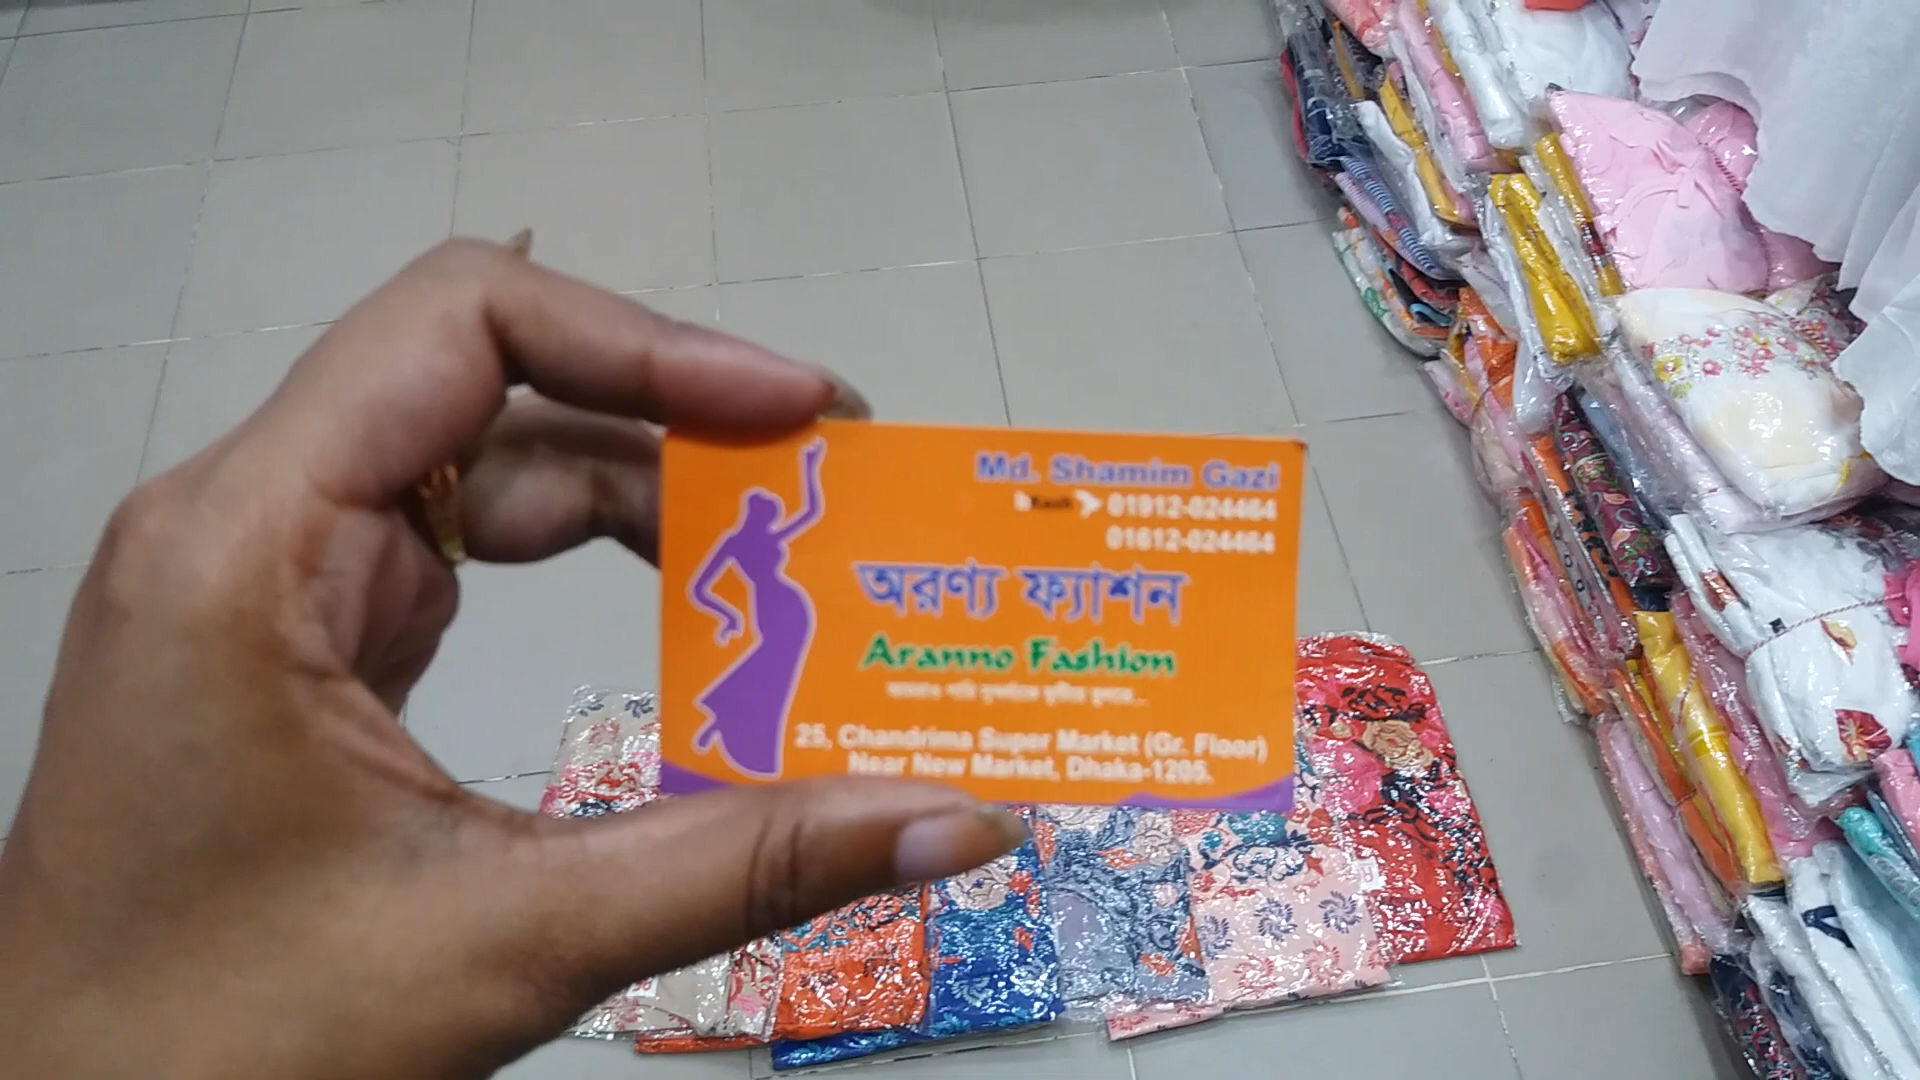 Md. Shamim Gazi
bKash 01912-024464
01612-024464
অরণ্য ফ্যাশন
Aranno Fashion
25, Chandrima Super Market (Gr. Floor)
Near New Market, Dhaka-1205.